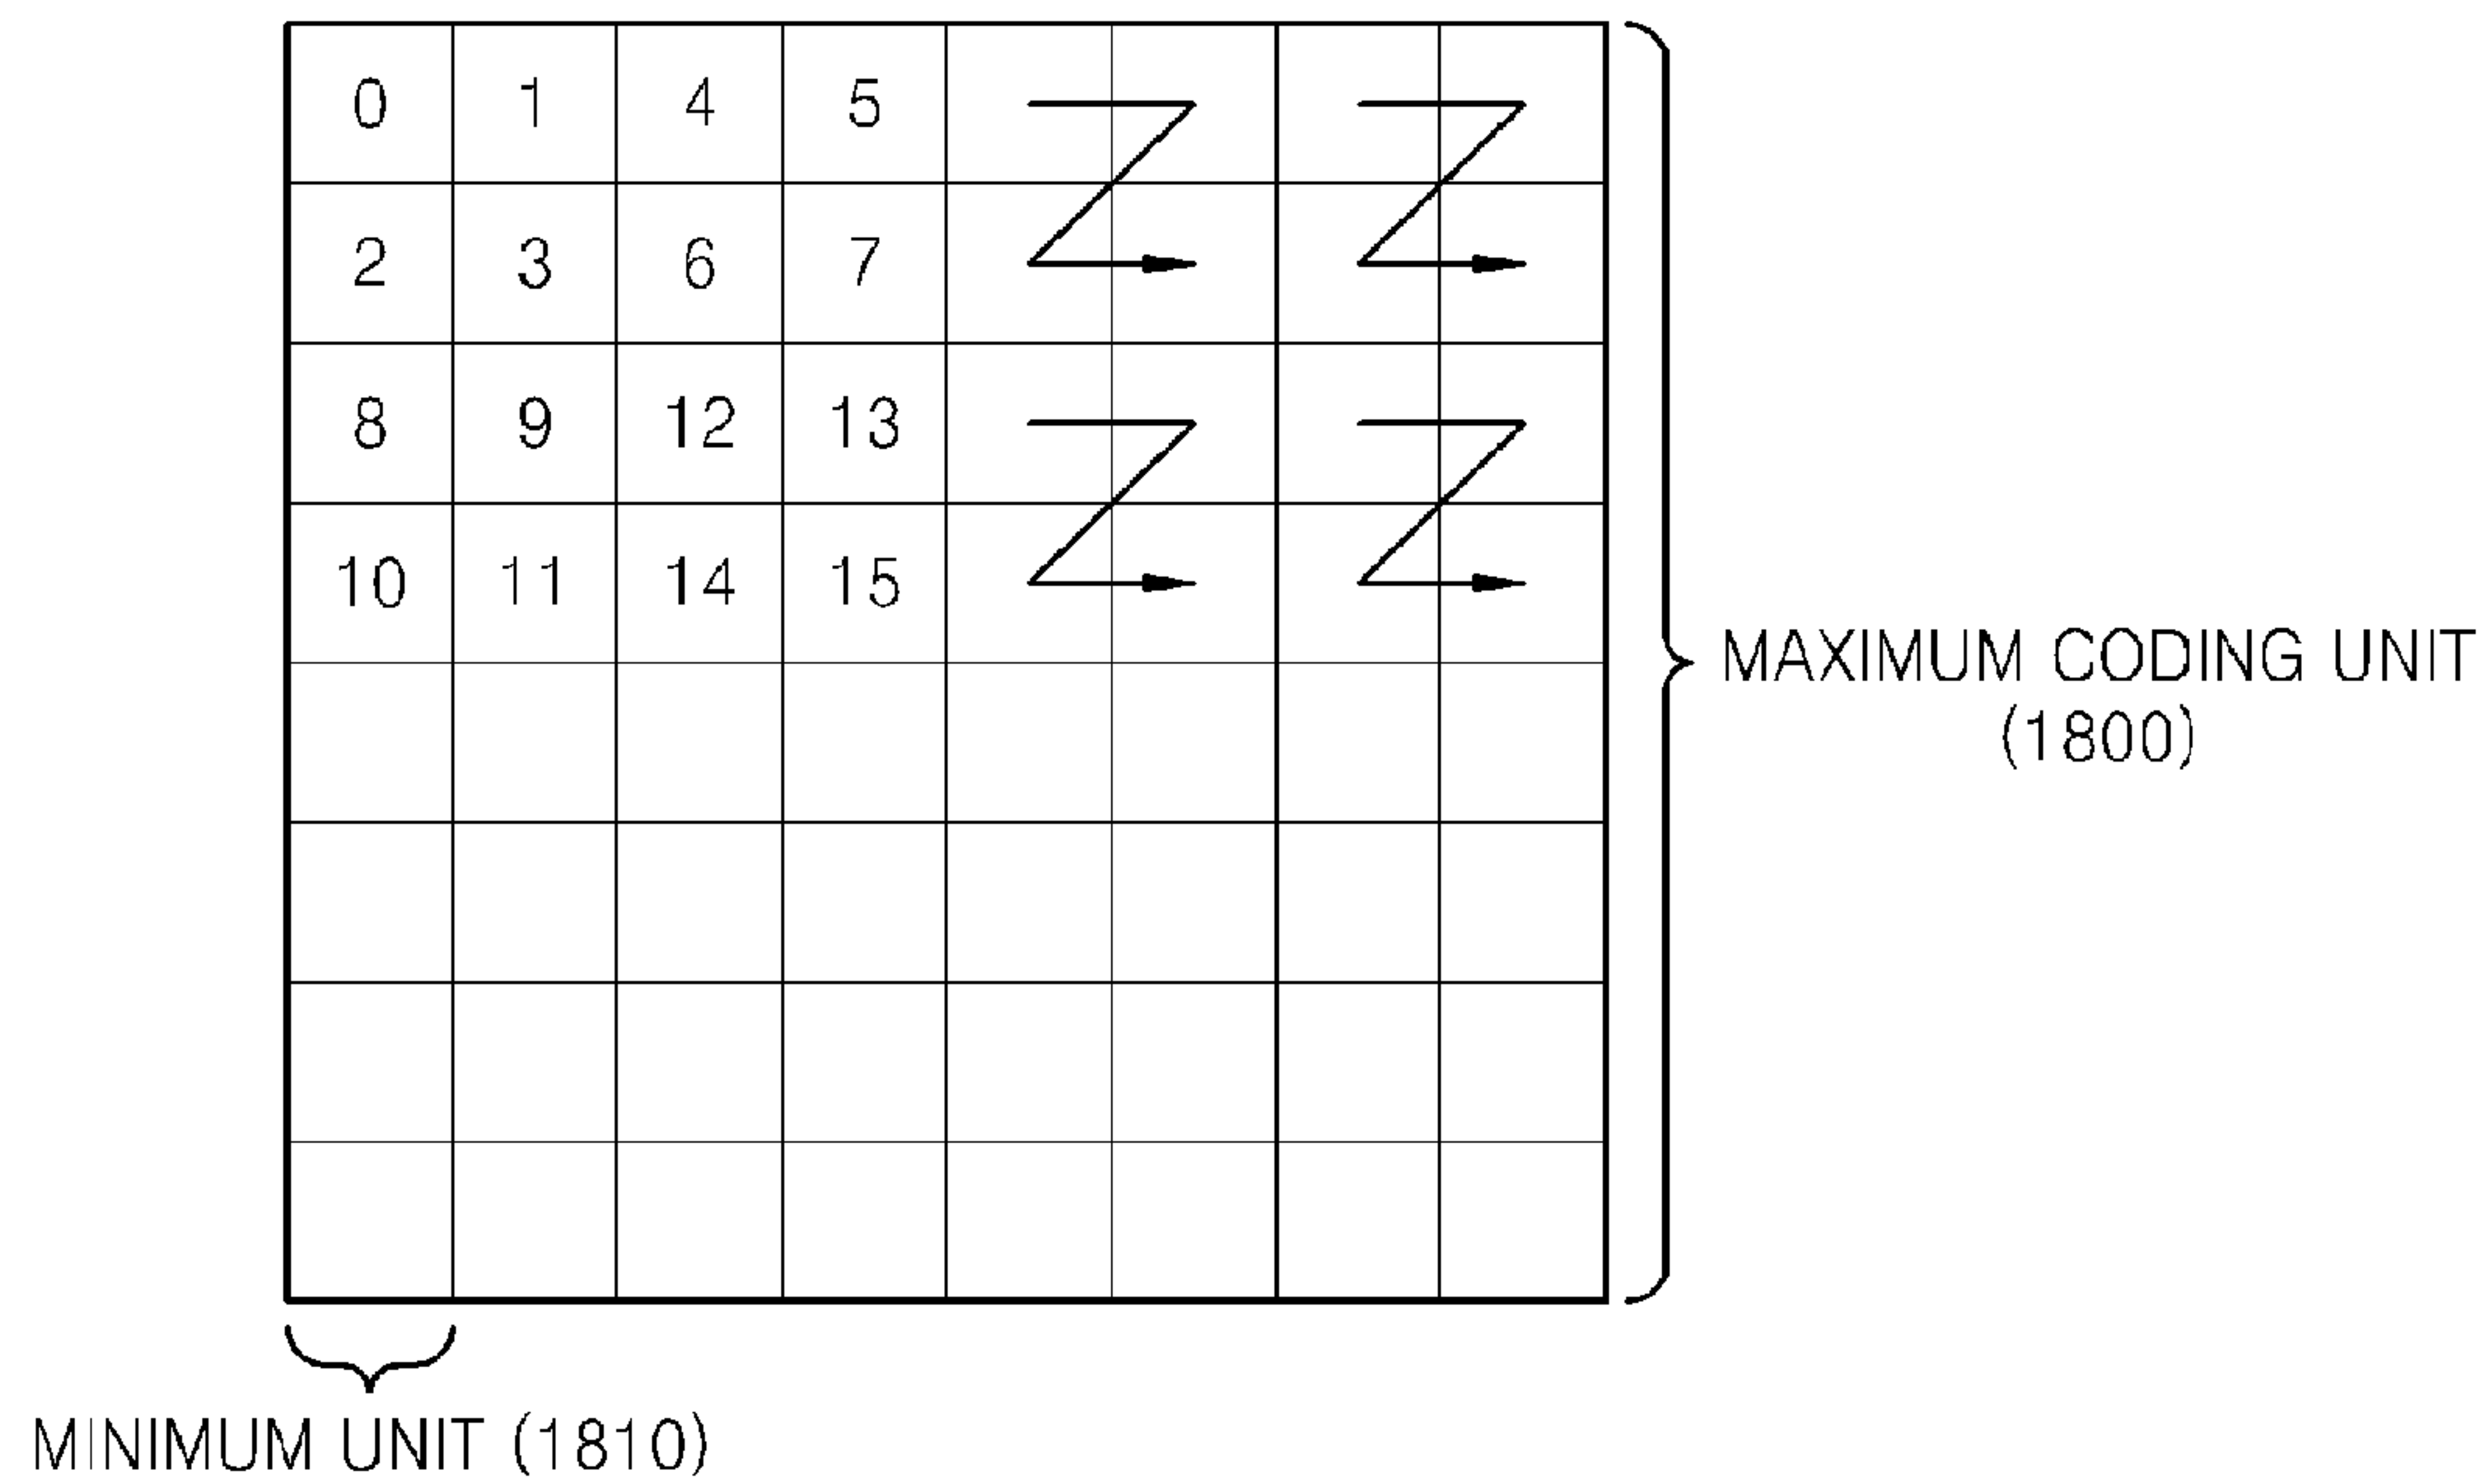 0 1 4 5
2 3 6 7
8 9 12 13
10 11 14 15
MAXIMUM CODING UNIT
(1800)
MINIMUM UNIT (1810)